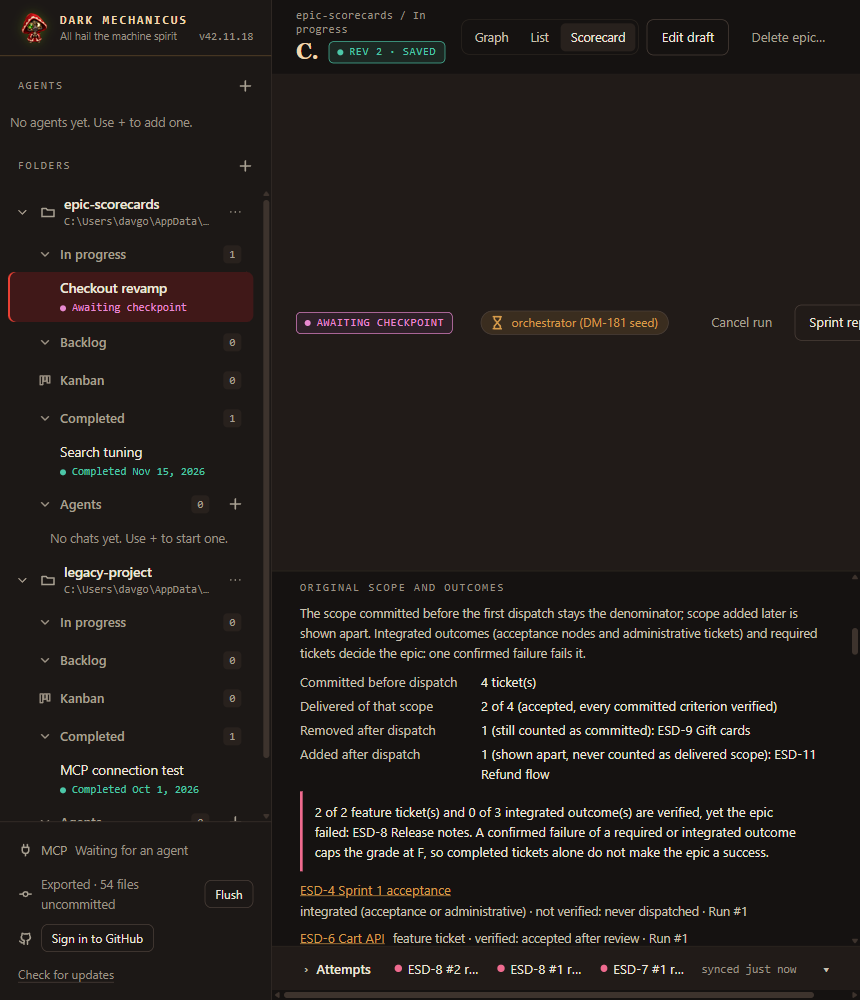 DARK MECHANICUS
All hail the machine spirit v42.11.18
AGENTS +
No agents yet. Use + to add one.
FOLDERS +
epic-scorecards ...
C:\Users\davgo\AppData\…
In progress 1
Checkout revamp
Awaiting checkpoint
Backlog 0
Kanban 0
Completed 1
Search tuning
Completed Nov 15, 2026
Agents 0 +
No chats yet. Use + to start one.
legacy-project ...
C:\Users\davgo\AppData\…
In progress 0
Backlog 0
Kanban 0
Completed 1
MCP connection test
Completed Oct 1, 2026
MCP Waiting for an agent
Exported · 54 files
uncommitted
Flush
Sign in to GitHub
Check for updates
epic-scorecards / In
progress
C. REV 2 · SAVED
Graph List Scorecard Edit draft Delete epic...
AWAITING CHECKPOINT orchestrator (DM-181 seed) Cancel run Sprint rep
ORIGINAL SCOPE AND OUTCOMES
The scope committed before the first dispatch stays the denominator; scope added later is
shown apart. Integrated outcomes (acceptance nodes and administrative tickets) and required
tickets decide the epic: one confirmed failure fails it.
Committed before dispatch 4 ticket(s)
Delivered of that scope 2 of 4 (accepted, every committed criterion verified)
Removed after dispatch 1 (still counted as committed): ESD-9 Gift cards
Added after dispatch 1 (shown apart, never counted as delivered scope): ESD-11
Refund flow
2 of 2 feature ticket(s) and 0 of 3 integrated outcome(s) are verified, yet the epic
failed: ESD-8 Release notes. A confirmed failure of a required or integrated outcome
caps the grade at F, so completed tickets alone do not make the epic a success.
ESD-4 Sprint 1 acceptance
integrated (acceptance or administrative) · not verified: never dispatched · Run #1
ESD-6 Cart API feature ticket · verified: accepted after review · Run #1
Attempts ESD-8 #2 r... ESD-8 #1 r... ESD-7 #1 r... synced just now